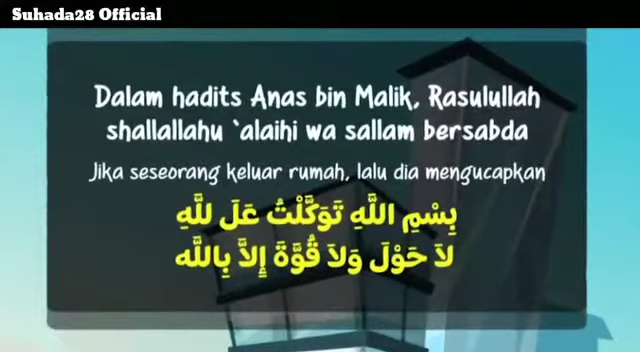 Suhada28 Official
Dalam hadits Anas bin Malik, Rasulullah
shallallahu `alaihi wa sallam bersabda
Jika seseorang keluar rumah, lalu dia mengucapkan
بِسْمِ اللَّهِ تَوَكَّلْتُ عَلَ للَّهِ
لاَ حَوْلَ وَلاَ قُوَّةَ إِلاَّ بِاللَّه